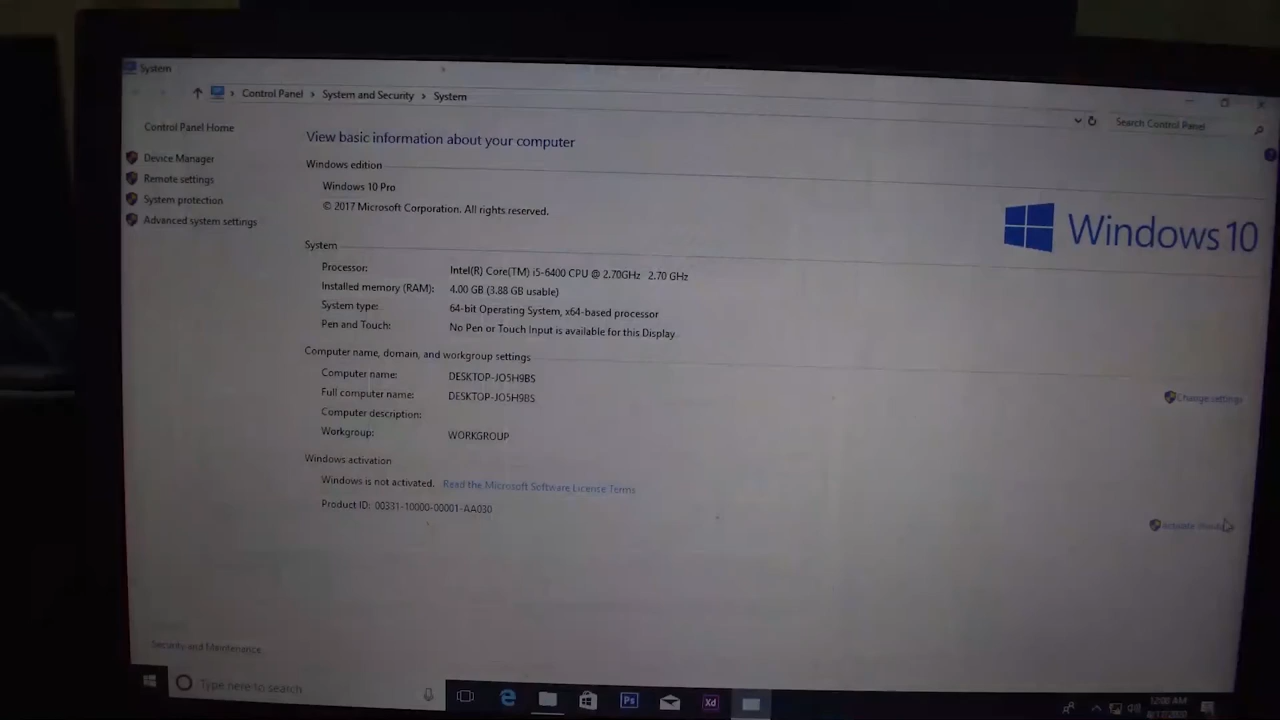 System
Control Panel > System and Security > System
Search Control Panel
Control Panel Home
Device Manager
Remote settings
System protection
Advanced system settings
View basic information about your computer
Windows edition
Windows 10 Pro
© 2017 Microsoft Corporation. All rights reserved.
Windows 10
System
Processor: Intel(R) Core(TM) i5-6400 CPU @ 2.70GHz 2.70 GHz
Installed memory (RAM): 4.00 GB (3.88 GB usable)
System type: 64-bit Operating System, x64-based processor
Pen and Touch: No Pen or Touch Input is available for this Display
Computer name, domain, and workgroup settings
Computer name: DESKTOP-JO5H9BS
Change settings
Full computer name: DESKTOP-JO5H9BS
Computer description:
Workgroup: WORKGROUP
Windows activation
Windows is not activated. Read the Microsoft Software License Terms
Product ID: 00331-10000-00001-AA030
Activate
Security and Maintenance
Type here to search
Ps
Xd
12:00 AM